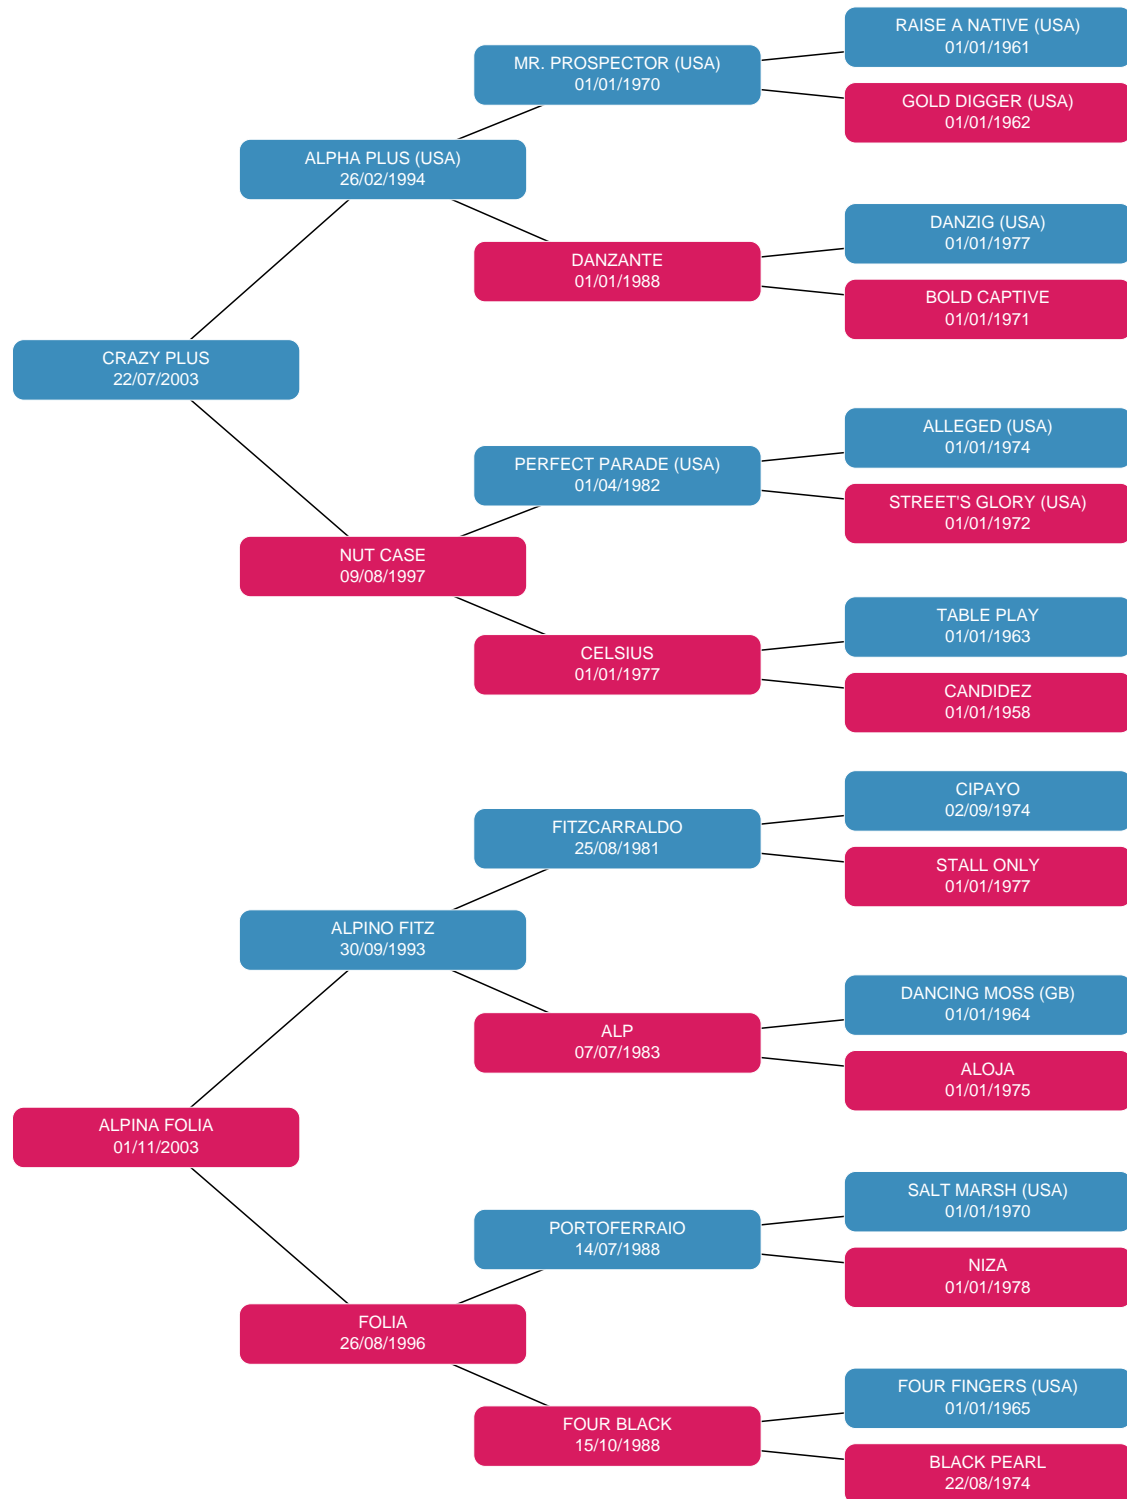 RAISE A NATIVE (USA)
01/01/1961
MR. PROSPECTOR (USA)
01/01/1970
GOLD DIGGER (USA)
01/01/1962
ALPHA PLUS (USA)
26/02/1994
DANZIG (USA)
01/01/1977
DANZANTE
01/01/1988
BOLD CAPTIVE
01/01/1971
CRAZY PLUS
22/07/2003
ALLEGED (USA)
01/01/1974
PERFECT PARADE (USA)
01/04/1982
STREET'S GLORY (USA)
01/01/1972
NUT CASE
09/08/1997
TABLE PLAY
01/01/1963
CELSIUS
01/01/1977
CANDIDEZ
01/01/1958
CIPAYO
02/09/1974
FITZCARRALDO
25/08/1981
STALL ONLY
01/01/1977
ALPINO FITZ
30/09/1993
DANCING MOSS (GB)
01/01/1964
ALP
07/07/1983
ALOJA
01/01/1975
ALPINA FOLIA
01/11/2003
SALT MARSH (USA)
01/01/1970
PORTOFERRAIO
14/07/1988
NIZA
01/01/1978
FOLIA
26/08/1996
FOUR FINGERS (USA)
01/01/1965
FOUR BLACK
15/10/1988
BLACK PEARL
22/08/1974